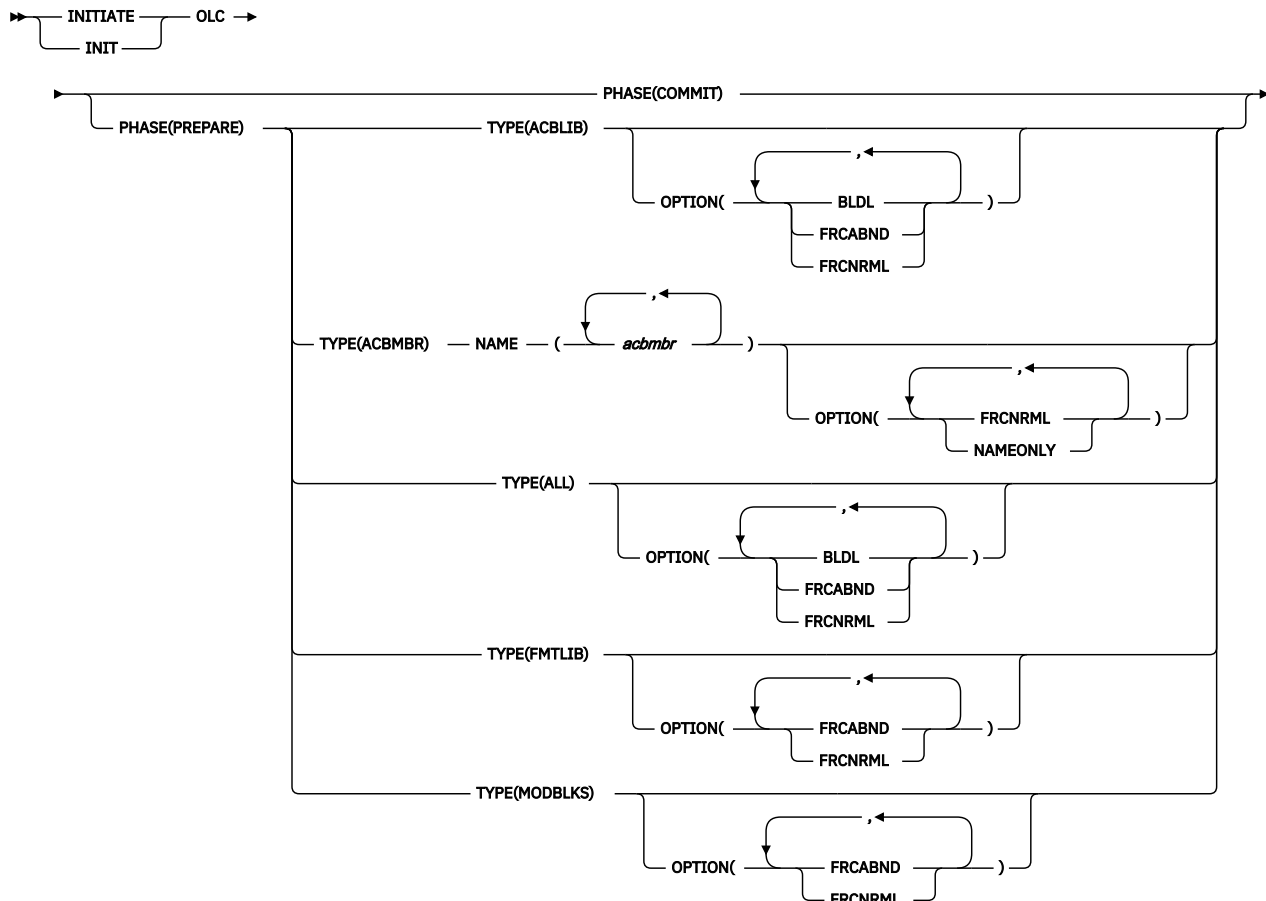 INITIATE OLC
INIT
PHASE(COMMIT)
PHASE(PREPARE) TYPE(ACBLIB)
,
OPTION( BLDL )
FRCABND
FRCNRML
,
TYPE(ACBMBR) NAME ( acbmbr )
,
OPTION( FRCNRML )
NAMEONLY
TYPE(ALL)
,
OPTION( BLDL )
FRCABND
FRCNRML
TYPE(FMTLIB)
,
OPTION( FRCABND )
FRCNRML
TYPE(MODBLKS)
,
OPTION( FRCABND )
FRCNRML